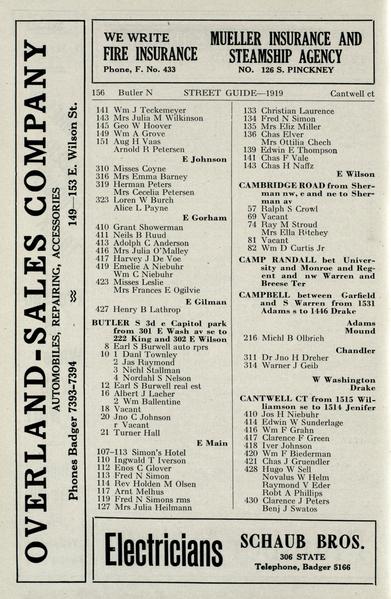 OVERLAND-SALES COMPANY
AUTOMOBILES, REPAIRING, ACCESSORIES
Phones Badger 7393-7394 149-153 E. Wilson St.
WE WRITE
FIRE INSURANCE
Phone, F. No. 433
MUELLER INSURANCE AND
STEAMSHIP AGENCY
NO. 126 S. PINCKNEY
156 Butler N STREET GUIDE—1919 Cantwell ct
141 Wm J Teckemeyer
143 Mrs Julia M Wilkinson
145 Geo W Hoover
149 Wm A Grove
151 Aug H Vaas
Arnold R Petersen
E Johnson
310 Misses Coyne
316 Mrs Emma Barney
319 Herman Peters
Mrs Cecelia Petersen
323 Loren W Burch
Alice L Payne
E Gorham
410 Grant Showerman
411 Neils B Ruud
413 Adolph C Anderson
416 Mrs Julia O'Malley
417 Harvey J De Voe
419 Emelie A Niebuhr
Wm C Niebuhr
423 Misses Leslie
Mrs Frances E Ogilvie
E Gilman
427 Henry B Lathrop
BUTLER S 3d e Capitol park
from 301 E Wash av se to
222 King and 302 E Wilson
8 Earl S Burwell auto rprs
10 1 Danl Townley
2 Jas Raymond
3 Nichl Stallman
4 Nordahl S Nelson
12 Earl S Burwell real est
16 Albert J Lacher
2 Wm Ballentine
18 Vacant
20 Jno C Johnson
r Vacant
21 Turner Hall
E Main
107-113 Simon's Hotel
110 Ingwald T Iverson
112 Enos C Glover
113 Fred N Simon
114 Rev Holden M Olsen
117 Arnt Melhus
119 Fred N Simons rms
127 Mrs Julia Heilmann
133 Christian Laurence
134 Fred N Simon
135 Mrs Eliz Miller
136 Chas Elver
Mrs Ottilia Chech
139 Edwin E Thompson
141 Chas F Vale
143 Chas H Naffz
E Wilson
CAMBRIDGE ROAD from Sher-
man nw, e and ne to Sher-
man av
57 Ralph S Crowl
69 Vacant
74 Ray M Stroud
Mrs Ella Ritchey
81 Vacant
82 Wm D Curtis Jr
CAMP RANDALL bet Univer-
sity and Monroe and Reg-
ent and nw Warren and
Breese Ter
CAMPBELL between Garfield
and S Warren from 1531
Adams s to 1446 Drake
Adams
Mound
216 Michl B Olbrich
Chandler
311 Dr Jno H Dreher
314 Warner J Geib
W Washington
Drake
CANTWELL CT from 1515 Wil-
liamson se to 1514 Jenifer
410 Jos H Niebuhr
414 Edwin W Sunderlage
416 Wm F Grahn
417 Clarence F Green
418 Iver Johnson
420 Wm F Biederman
421 Chas J Gruendler
428 Hugo W Sell
Novalus W Helm
Raymond V Eder
Robt A Phillips
430 Clarence J Peters
Benj J Swatos
Electricians
SCHAUB BROS.
306 STATE
Telephone, Badger 5166